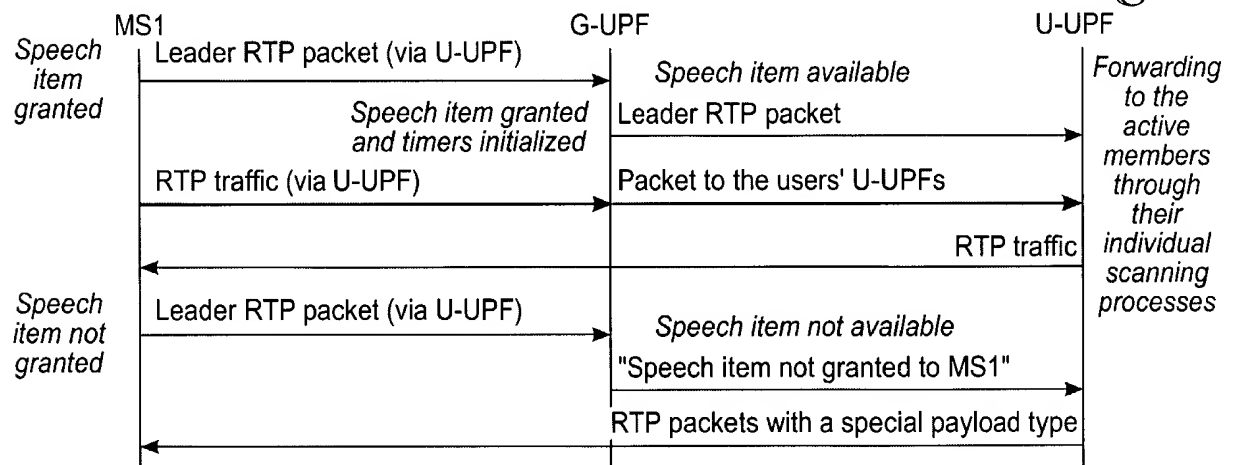 MS1
G-UPF
U-UPF
Speech
item
granted
Leader RTP packet (via U-UPF)
Speech item available
Forwarding
to the
active
members
through
their
individual
scanning
processes
Speech item granted
and timers initialized
Leader RTP packet
RTP traffic (via U-UPF)
Packet to the users' U-UPFs
RTP traffic
Speech
item not
granted
Leader RTP packet (via U-UPF)
Speech item not available
"Speech item not granted to MS1"
RTP packets with a special payload type